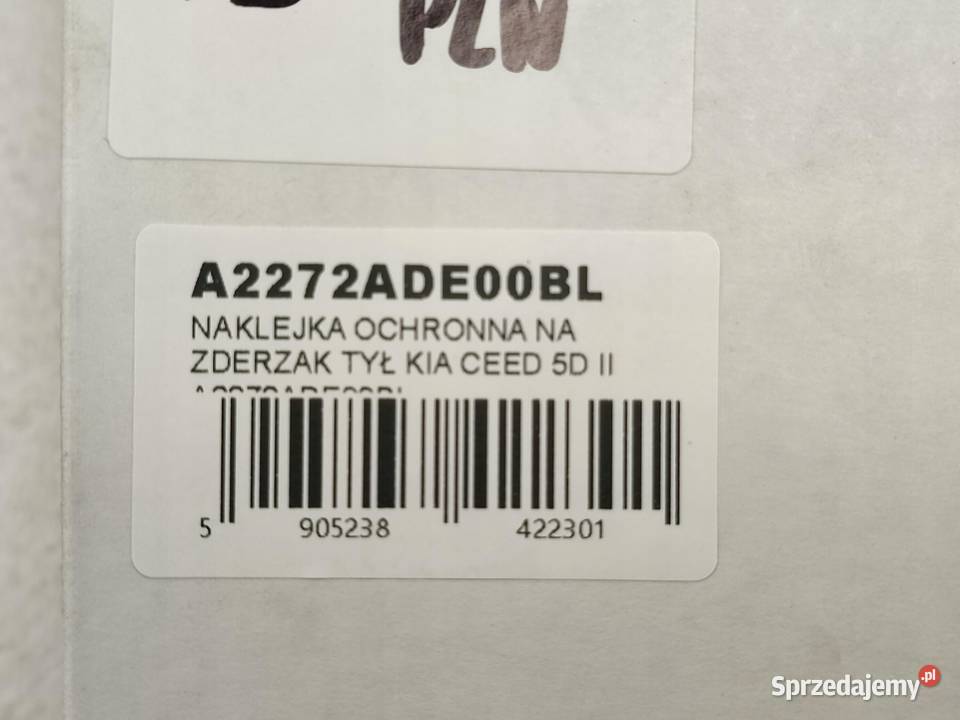 PLN
A2272ADE00BL
NAKLEJKA OCHRONNA NA
ZDERZAK TYŁ KIA CEED 5D II
5 905238 422301
Sprzedajemy.pl